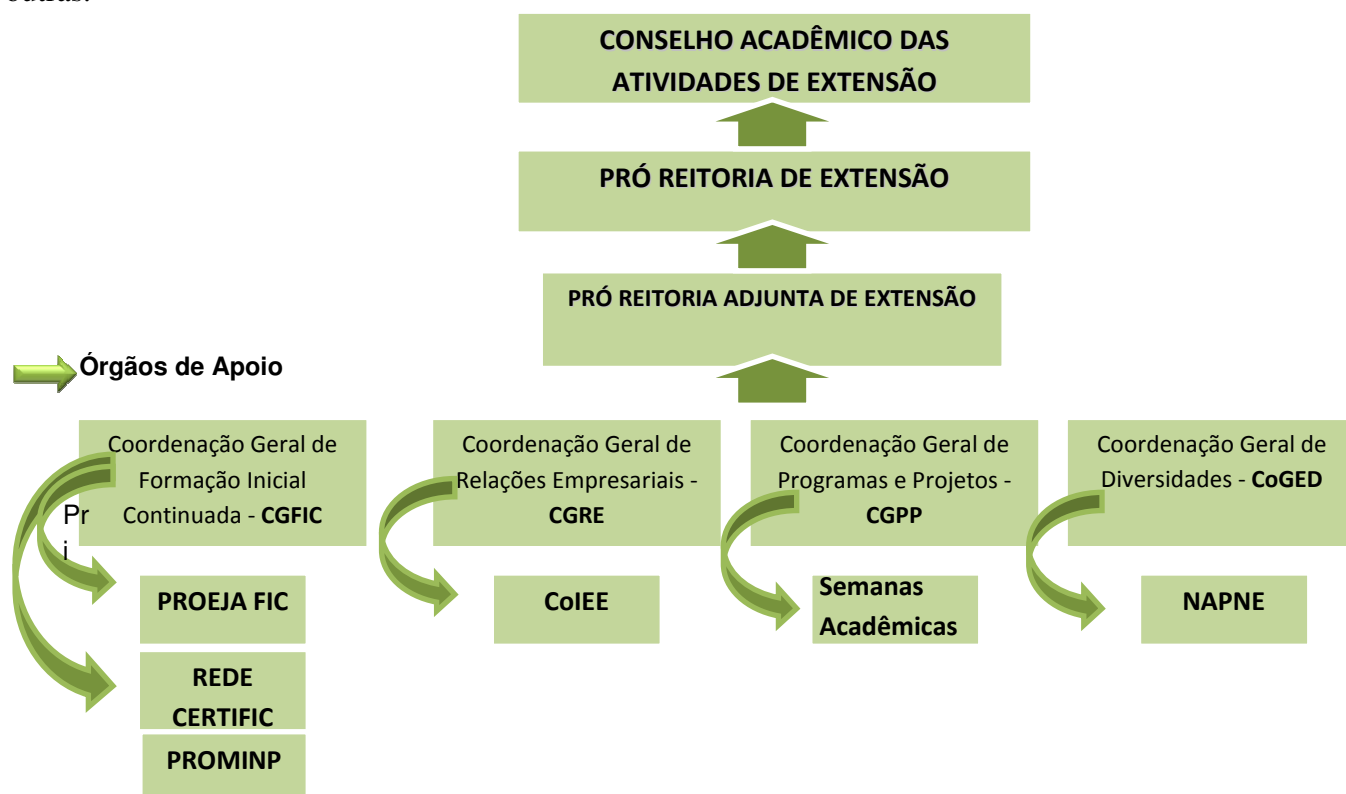 outras.
CONSELHO ACADÊMICO DAS
ATIVIDADES DE EXTENSÃO
PRÓ REITORIA DE EXTENSÃO
PRÓ REITORIA ADJUNTA DE EXTENSÃO
Órgãos de Apoio
Coordenação Geral de
Formação Inicial
Continuada - CGFIC
Pr
i
Coordenação Geral de
Relações Empresariais -
CGRE
Coordenação Geral de
Programas e Projetos -
CGPP
Coordenação Geral de
Diversidades - CoGED
PROEJA FIC
REDE
CERTIFIC
PROMINP
CoIEE
Semanas
Acadêmicas
NAPNE